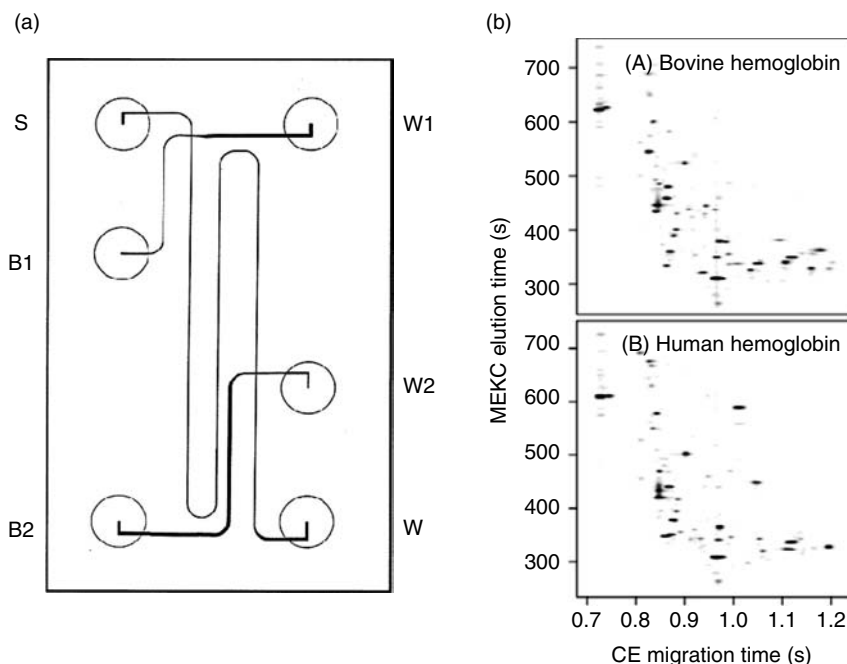 (a)
S
W1
B1
W2
B2
W
(b)
(A) Bovine hemoglobin
700
600
500
400
300
(B) Human hemoglobin
700
600
500
400
300
MEKC elution time (s)
0.7 0.8 0.9 1.0 1.1 1.2
CE migration time (s)